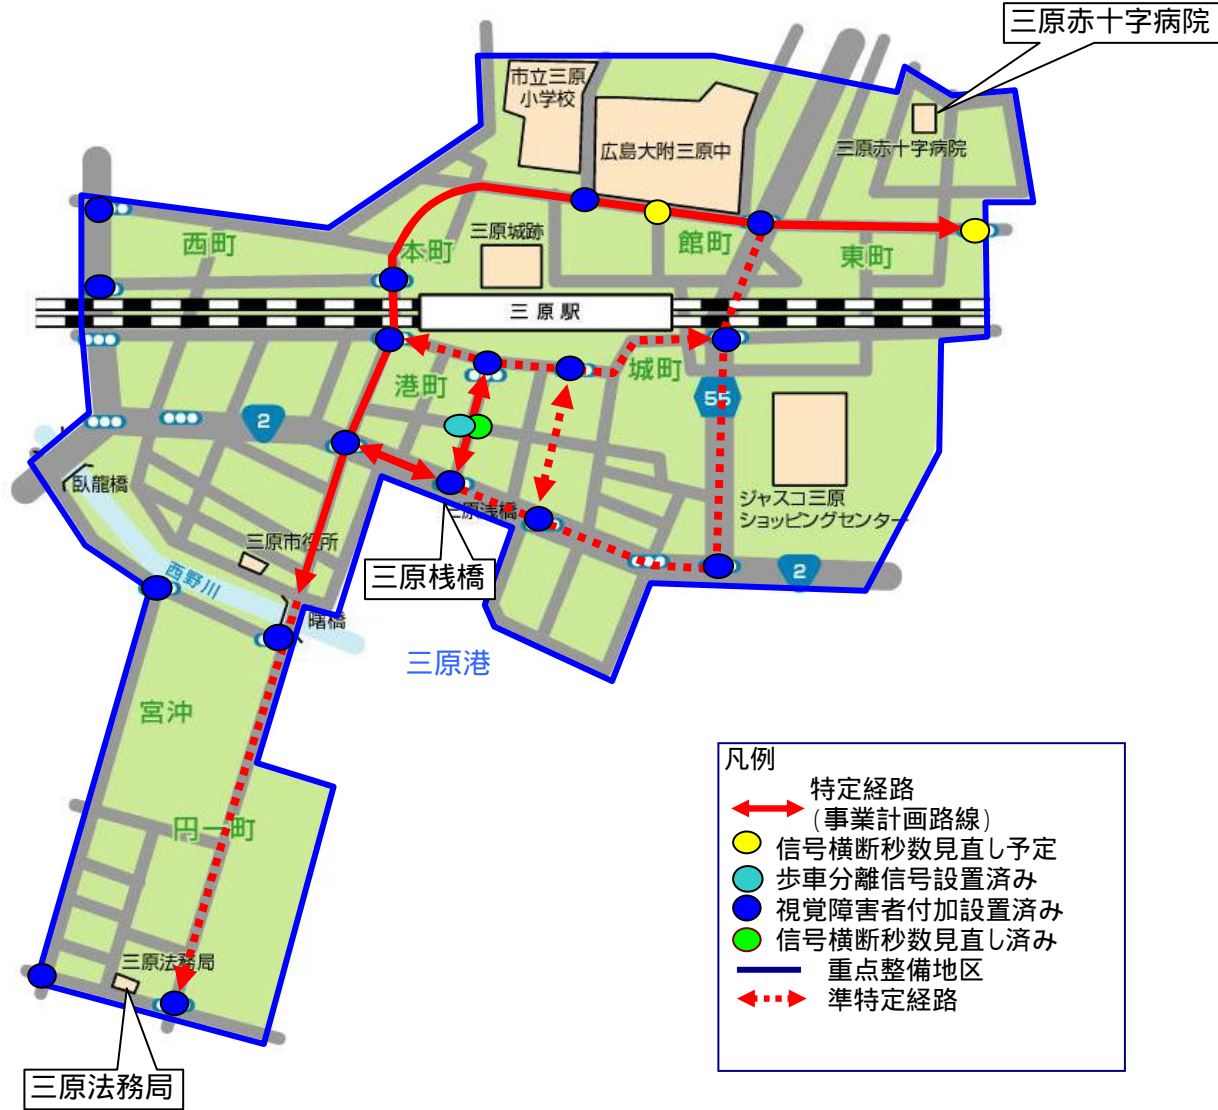 三原赤十字病院
市立三原
小学校
広島大附三原中
三原赤十字病院
三原城跡
西町
本町
館町
東町
三原駅
港町
城町
55
2
臥龍橋
三原桟橋
ジャスコ三原
ショッピングセンター
三原市役所
三原桟橋
西野川
2
曙橋
三原港
宮沖
円一町
三原法務局
三原法務局
凡例
特定経路
(事業計画路線)
信号横断秒数見直し予定
歩車分離信号設置済み
視覚障害者付加設置済み
信号横断秒数見直し済み
重点整備地区
準特定経路